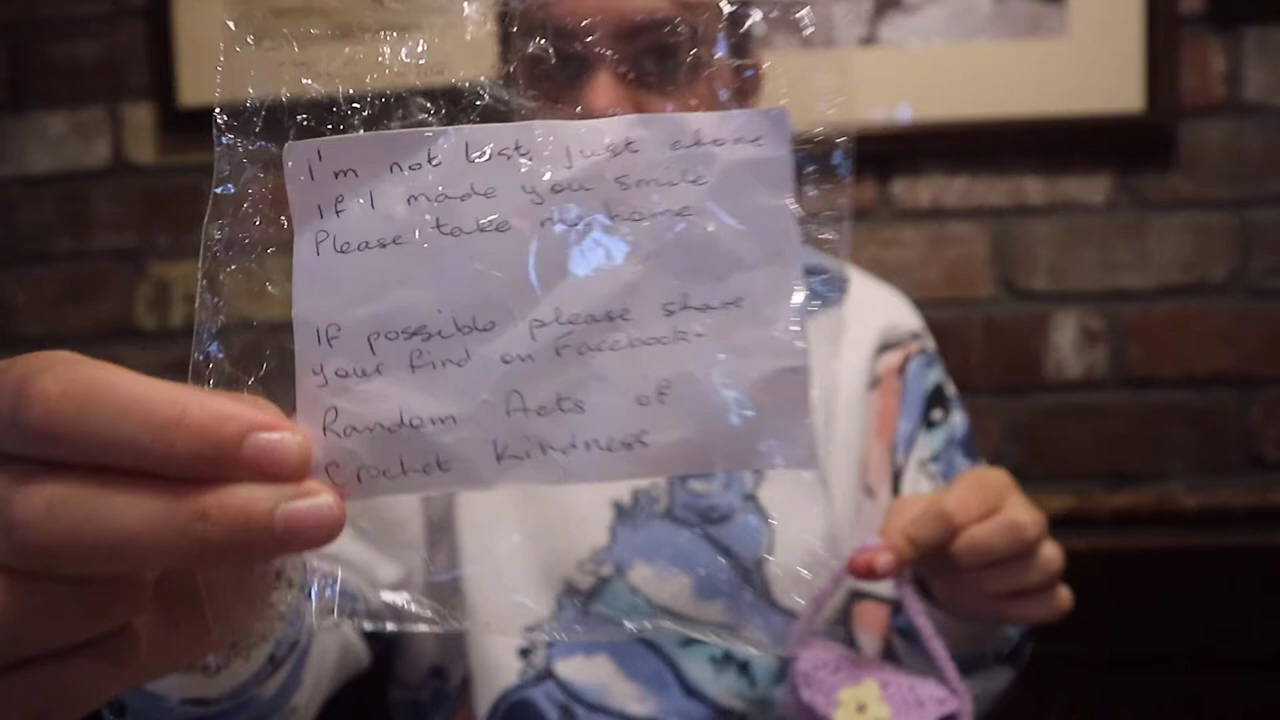 I'm not lost just alone
If I made you smile
Please take me home
If possible please share
your find on Facebook-
Random Acts of
Crochet Kindness